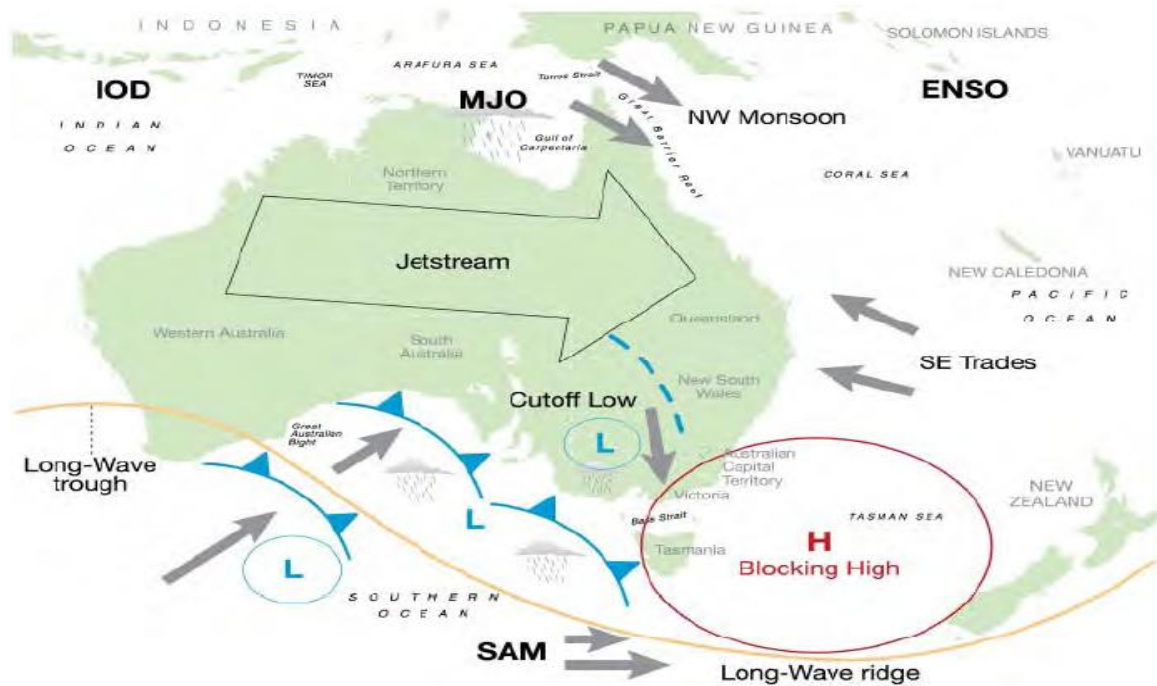 INDONESIA
PAPUA NEW GUINEA
SOLOMON ISLANDS
IOD
TIMOR
SEA
ARAFURA SEA
Torres Strait
MJO
ENSO
NW Monsoon
INDIAN
OCEAN
Gulf of
Carpentaria
Great Barrier Reef
VANUATU
CORAL SEA
Northern
Territory
Jetstream
NEW CALEDONIA
PACIFIC
OCEAN
Western Australia
South
Australia
Queensland
SE Trades
New South
Wales
Cutoff Low
L
Great
Australian
Bight
Long-Wave
trough
Australian
Capital
Territory
Victoria
NEW
ZEALAND
L
Bass Strait
TASMAN SEA
Tasmania
H
Blocking High
L
SOUTHERN
OCEAN
SAM
Long-Wave ridge